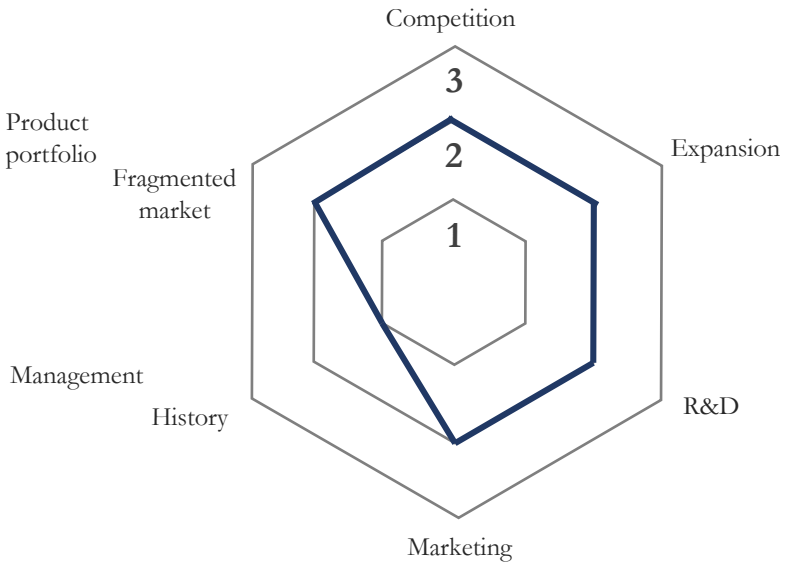 Competition
3
Product
portfolio
Expansion
2
Fragmented
market
1
Management
History
R&D
Marketing